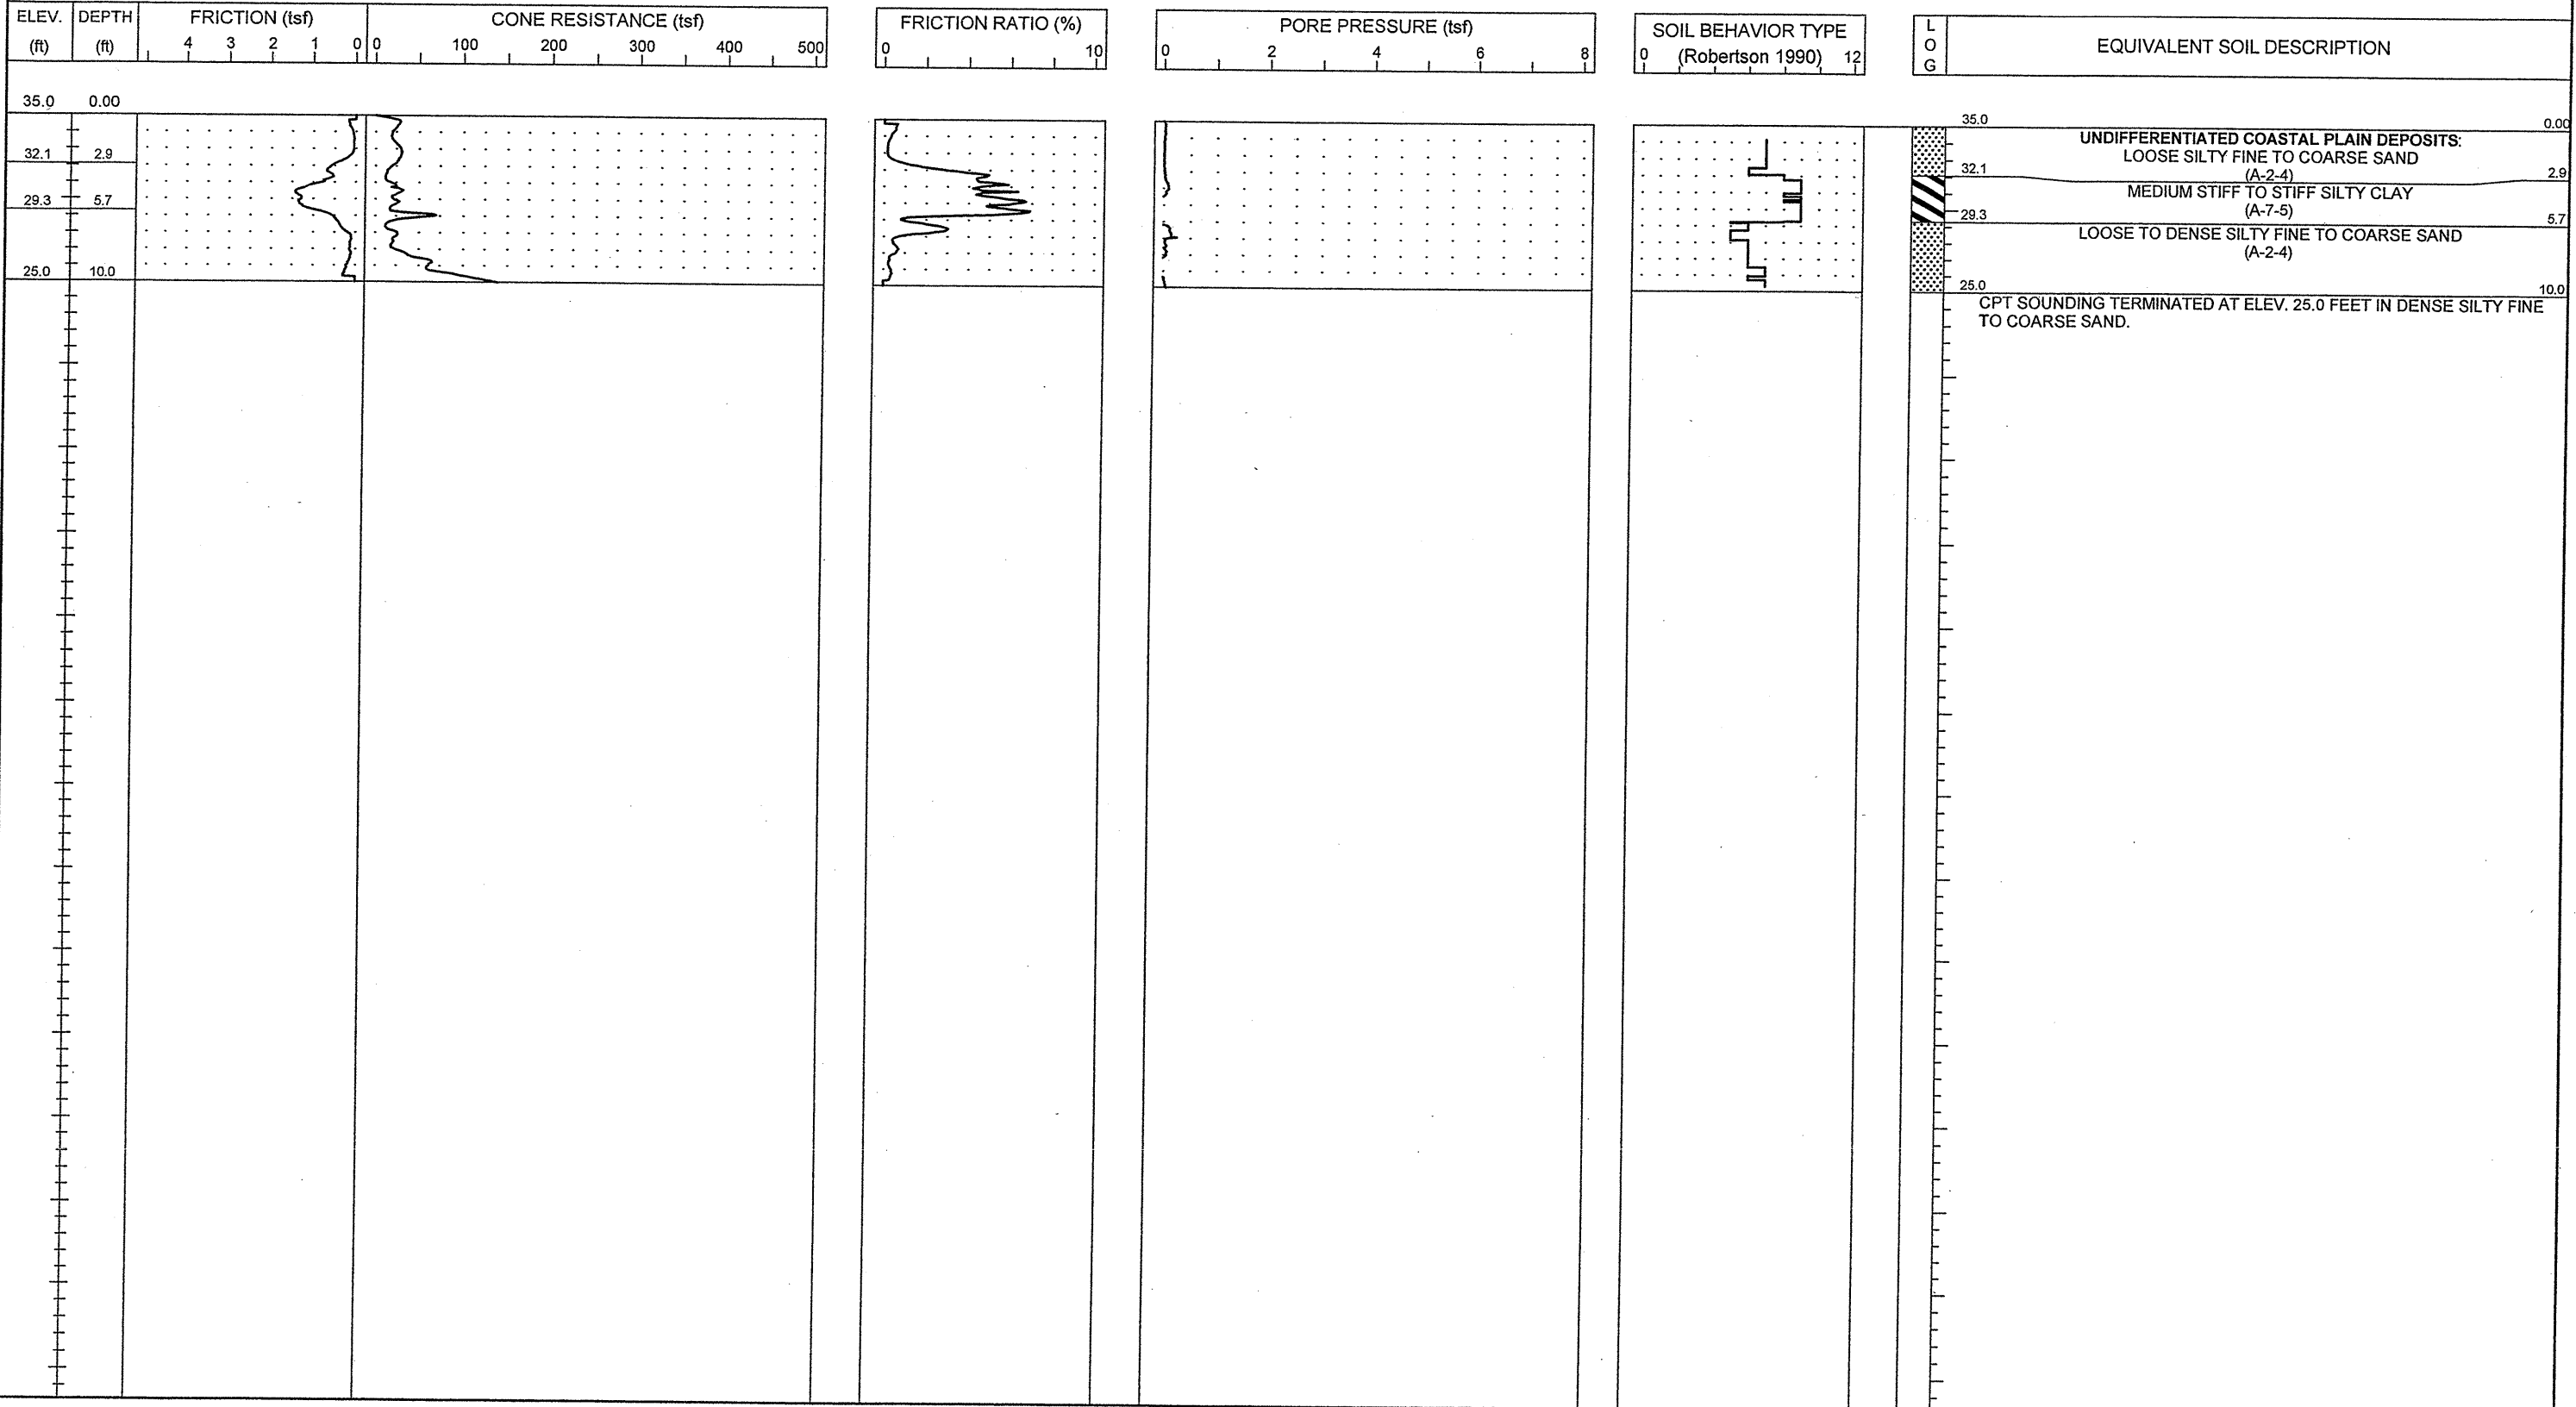 ELEV. (ft)
DEPTH (ft)
FRICTION (tsf)
4 3 2 1 0
CONE RESISTANCE (tsf)
0 100 200 300 400 500
FRICTION RATIO (%)
0 10
PORE PRESSURE (tsf)
0 2 4 6 8
SOIL BEHAVIOR TYPE
(Robertson 1990)
0 12
L
O
G
EQUIVALENT SOIL DESCRIPTION
35.0 0.00
32.1 2.9
29.3 5.7
25.0 10.0
35.0 0.00
UNDIFFERENTIATED COASTAL PLAIN DEPOSITS:
LOOSE SILTY FINE TO COARSE SAND
(A-2-4)
32.1 2.9
MEDIUM STIFF TO STIFF SILTY CLAY
(A-7-5)
29.3 5.7
LOOSE TO DENSE SILTY FINE TO COARSE SAND
(A-2-4)
25.0 10.0
CPT SOUNDING TERMINATED AT ELEV. 25.0 FEET IN DENSE SILTY FINE
TO COARSE SAND.